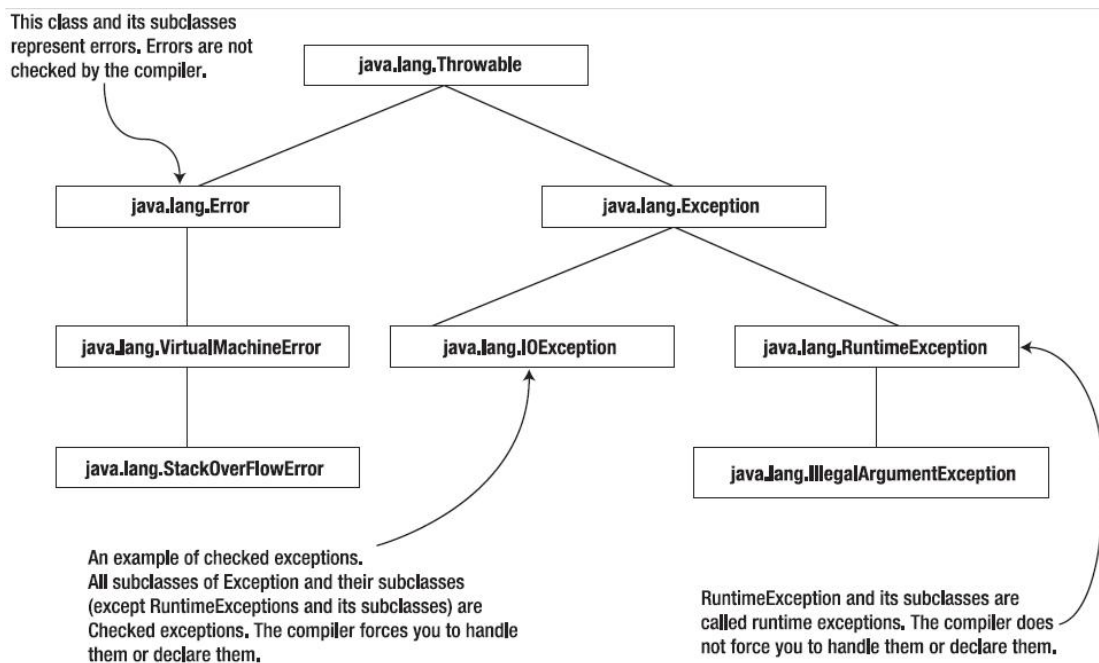 This class and its subclasses
represent errors. Errors are not
checked by the compiler.
java.lang.Throwable
java.lang.Error
java.lang.Exception
java.lang.VirtualMachineError
java.lang.IOException
java.lang.RuntimeException
java.lang.StackOverFlowError
java.lang.IllegalArgumentException
An example of checked exceptions.
All subclasses of Exception and their subclasses
(except RuntimeExceptions and its subclasses) are
Checked exceptions. The compiler forces you to handle
them or declare them.
RuntimeException and its subclasses are
called runtime exceptions. The compiler does
not force you to handle them or declare them.